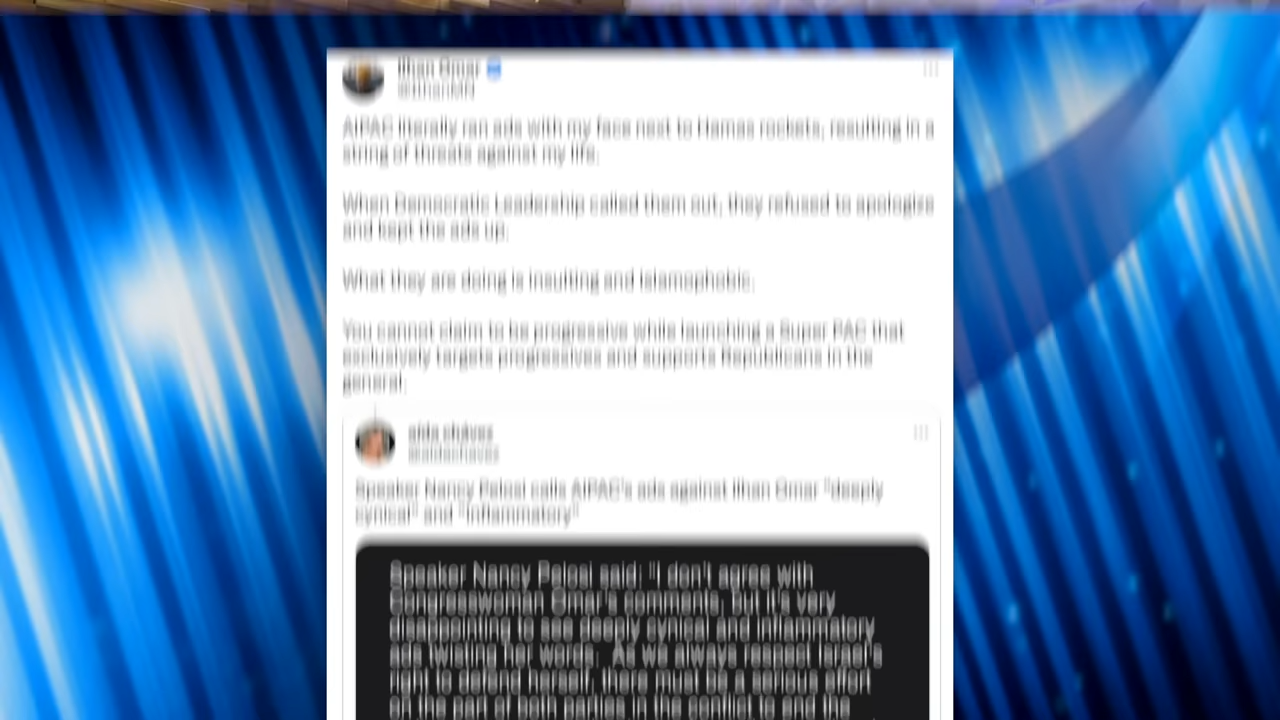 Ilhan Omar
@IlhanMN
AIPAC literally ran ads with my face next to Hamas rockets, resulting in a
string of threats against my life.
When Democratic Leadership called them out, they refused to apologize
and kept the ads up.
What they are doing is insulting and Islamophobic.
You cannot claim to be progressive while launching a Super PAC that
exclusively targets progressives and supports Republicans in the
general.
aída chávez
@aidachavez
Speaker Nancy Pelosi calls AIPAC's ads against Ilhan Omar "deeply
cynical" and "inflammatory"
Speaker Nancy Pelosi said: "I don't agree with
Congresswoman Omar's comments, but it's very
disappointing to see deeply cynical and inflammatory
ads twisting her words. As we always respect Israel's
right to defend herself, there must be a serious effort
on the part of both parties in the conflict to end the